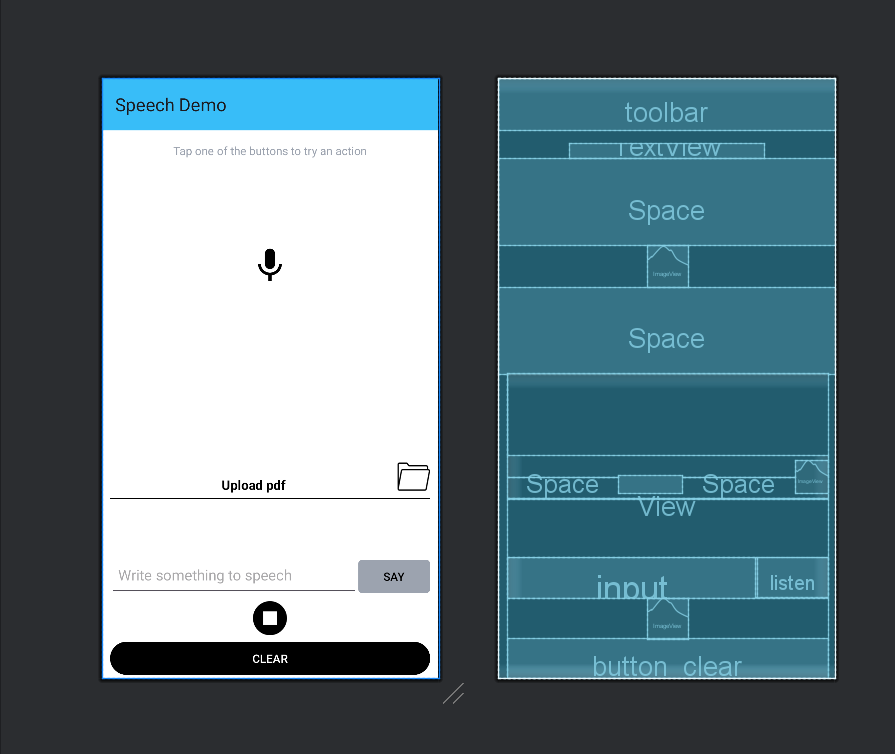 Speech Demo
Tap one of the buttons to try an action
Upload pdf
Write something to speech
SAY
CLEAR
toolbar
TextView
Space
ImageView
Space
Space
Space
ImageView
View
input
listen
ImageView
button_clear